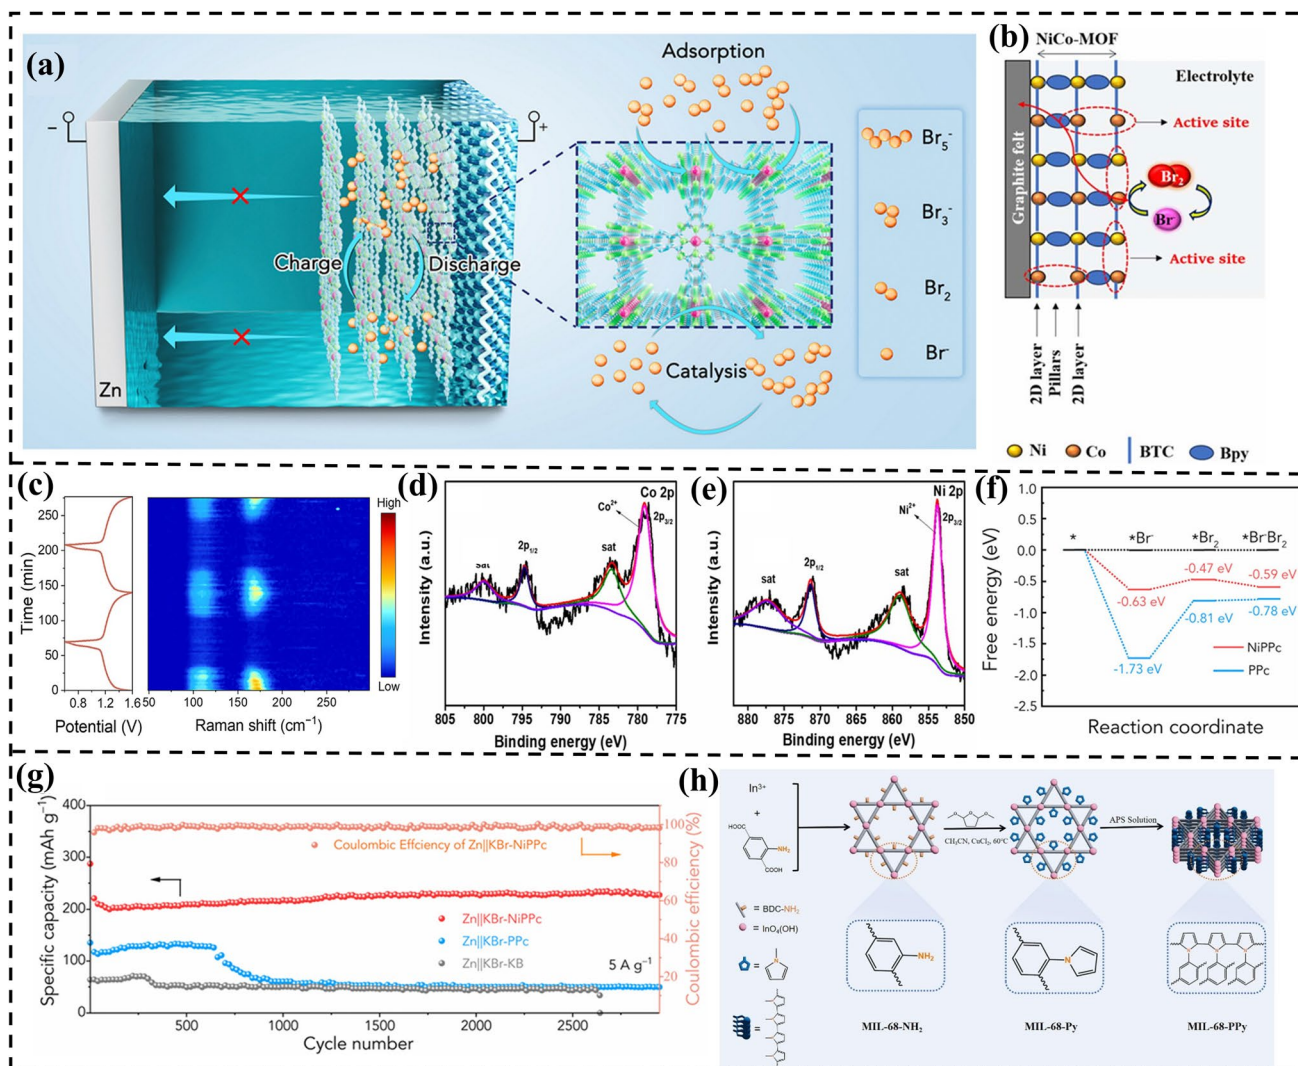 (a)
Adsorption
−
+
Charge
Discharge
Zn
Catalysis
Br5-
Br3-
Br2
Br-
(b)
NiCo-MOF
Electrolyte
Graphite felt
Active site
Br2
Br-
Active site
2D layer
Pillars
2D layer
Ni
Co
BTC
Bpy
(c)
Time (min)
250
200
150
100
50
0
0.8 1.2 1.6
Potential (V)
50 100 150 200 250
Raman shift (cm−1)
High
Low
(d)
Co 2p
Co2+
2p3/2
2p1/2
sat
sat
Intensity (a.u.)
805 800 795 790 785 780 775
Binding energy (eV)
(e)
Ni 2p
Ni2+
2p3/2
2p1/2
sat
sat
Intensity (a.u.)
880 875 870 865 860 855 850
Binding energy (eV)
(f)
Free energy (eV)
1.0
0.5
0.0
-0.5
-1.0
-1.5
-2.0
-2.5
*
*Br-
*Br2
*Br-Br2
-0.47 eV
-0.59 eV
-0.63 eV
-0.81 eV
-0.78 eV
-1.73 eV
NiPPc
PPc
Reaction coordinate
(g)
Specific capacity (mAh g−1)
400
350
300
250
200
150
100
50
0
Coulombic Effciency of Zn||KBr-NiPPc
Zn||KBr-NiPPc
Zn||KBr-PPc
Zn||KBr-KB
5 A g−1
500 1000 1500 2000 2500
Cycle number
100
80
60
40
20
Coulombic efficiency (%)
(h)
In3+
+
HOOC
NH2
COOH
CH3CN, CuCl2, 60°C
APS Solution
= BDC-NH2
= InO4(OH)
=
=
NH2
N
MIL-68-NH2
MIL-68-Py
MIL-68-PPy